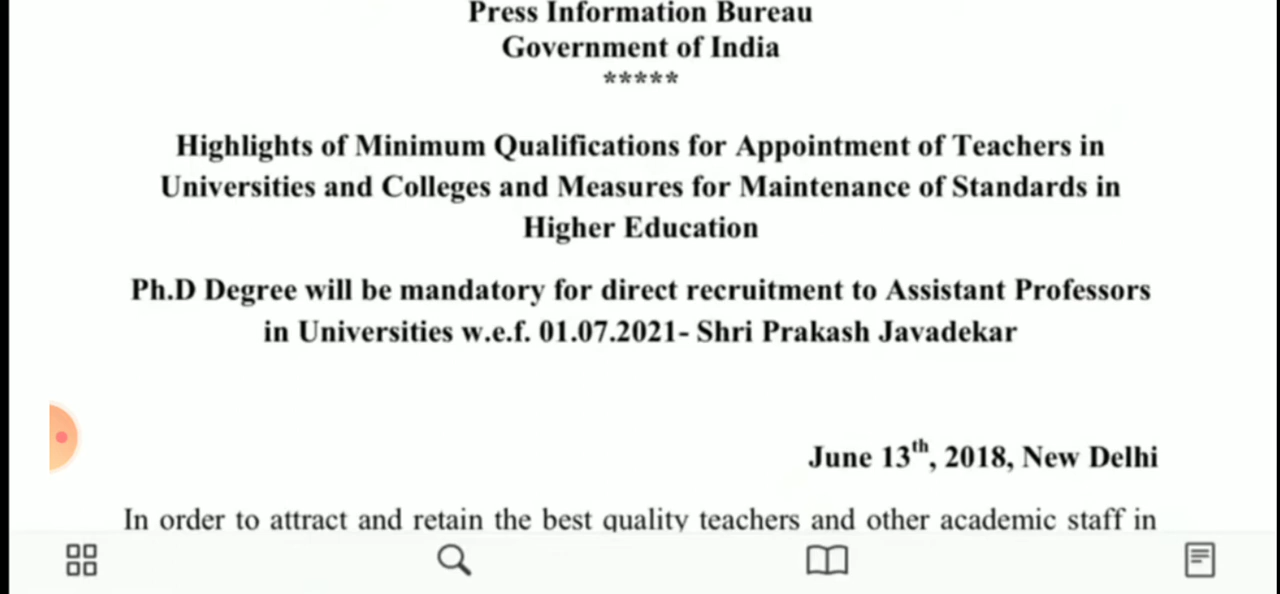 Press Information Bureau
Government of India
*****
Highlights of Minimum Qualifications for Appointment of Teachers in
Universities and Colleges and Measures for Maintenance of Standards in
Higher Education
Ph.D Degree will be mandatory for direct recruitment to Assistant Professors
in Universities w.e.f. 01.07.2021- Shri Prakash Javadekar
June 13th, 2018, New Delhi
In order to attract and retain the best quality teachers and other academic staff in